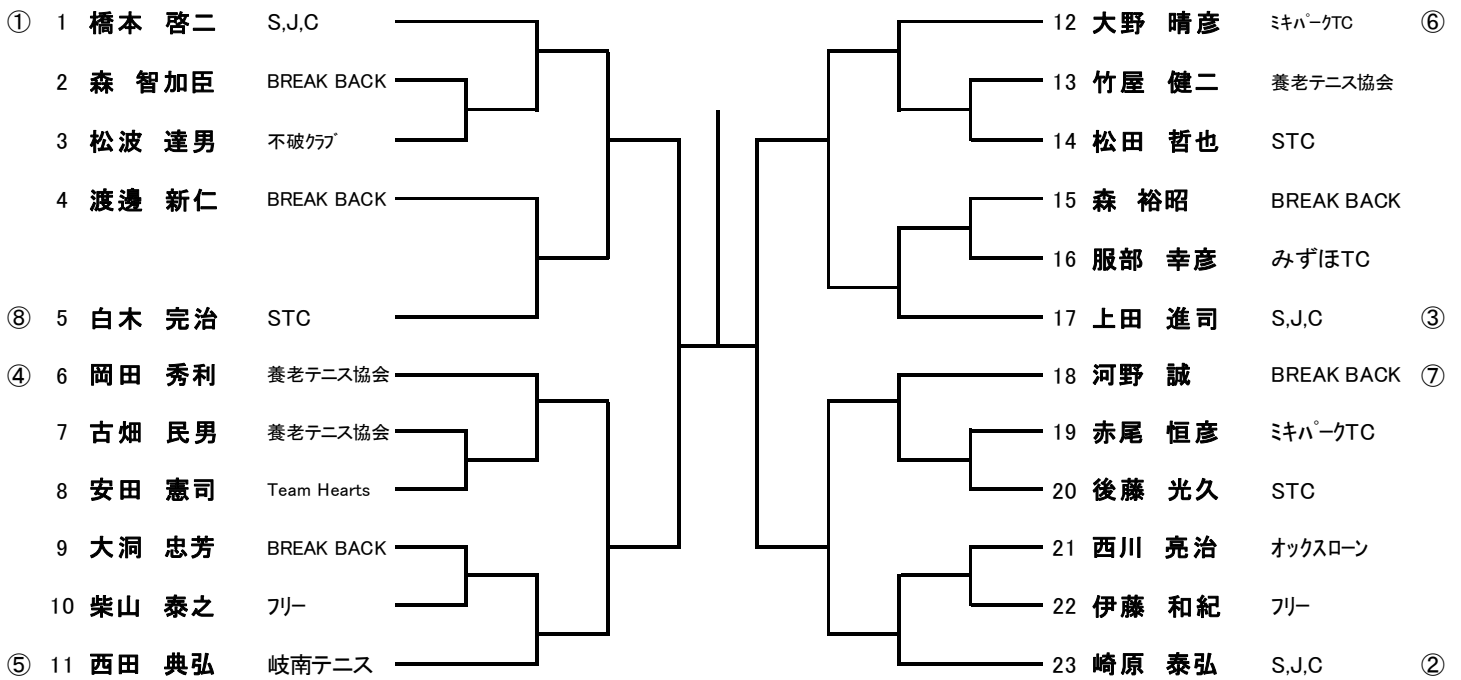 ① 1 橋本 啓二 S,J,C
2 森 智加臣 BREAK BACK
3 松波 達男 不破ｸﾗﾌﾞ
4 渡邊 新仁 BREAK BACK
⑧ 5 白木 完治 STC
④ 6 岡田 秀利 養老テニス協会
7 古畑 民男 養老テニス協会
8 安田 憲司 Team Hearts
9 大洞 忠芳 BREAK BACK
10 柴山 泰之 フリー
⑤ 11 西田 典弘 岐南テニス
12 大野 晴彦 ﾐｷﾊﾟｰｸTC ⑥
13 竹屋 健二 養老テニス協会
14 松田 哲也 STC
15 森 裕昭 BREAK BACK
16 服部 幸彦 みずほTC
17 上田 進司 S,J,C ③
18 河野 誠 BREAK BACK ⑦
19 赤尾 恒彦 ﾐｷﾊﾟｰｸTC
20 後藤 光久 STC
21 西川 亮治 オックスローン
22 伊藤 和紀 フリー
23 崎原 泰弘 S,J,C ②